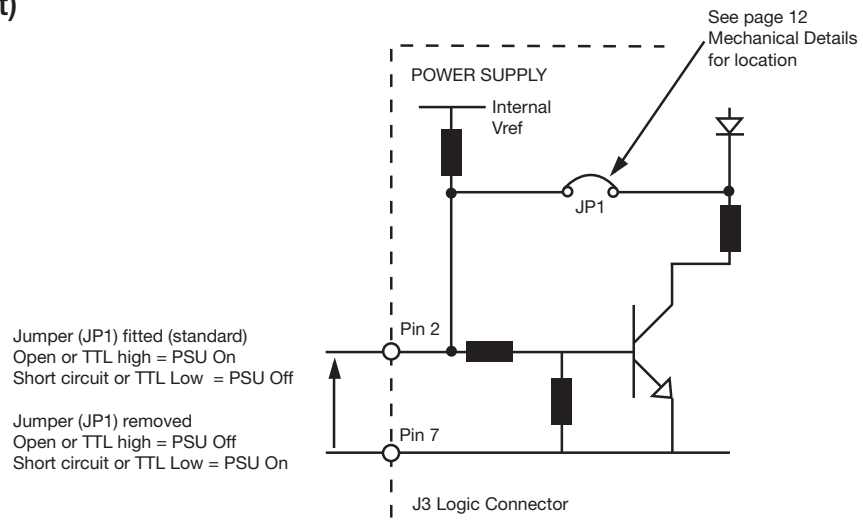 t)
See page 12
Mechanical Details
for location
POWER SUPPLY
Internal
Vref
JP1
Pin 2
Jumper (JP1) fitted (standard)
Open or TTL high = PSU On
Short circuit or TTL Low  = PSU Off
Jumper (JP1) removed
Open or TTL high = PSU Off
Short circuit or TTL Low = PSU On
Pin 7
J3 Logic Connector